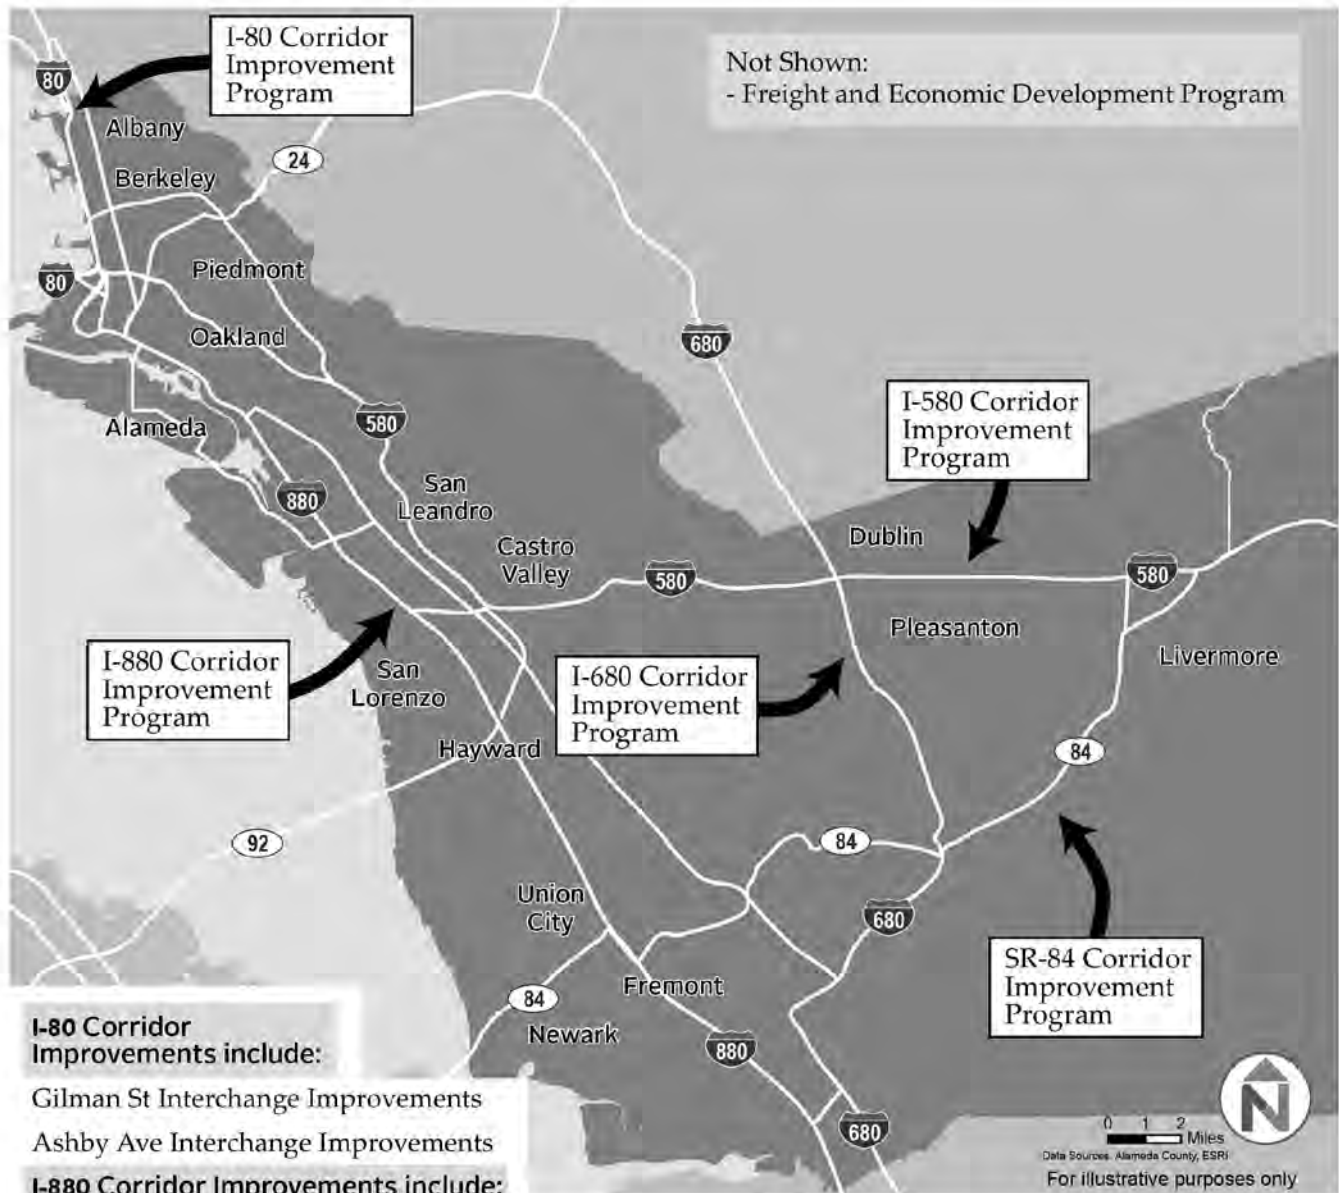 I-80 Corridor
Improvement
Program
Not Shown:
- Freight and Economic Development Program
80
Albany
24
Berkeley
80
Piedmont
Oakland
680
I-580 Corridor
Improvement
Program
580
Alameda
880
San
Leandro
Dublin
Castro
Valley
580
580
Pleasanton
Livermore
I-880 Corridor
Improvement
Program
San
Lorenzo
I-680 Corridor
Improvement
Program
Hayward
84
92
84
Union
City
680
SR-84 Corridor
Improvement
Program
Fremont
84
Newark
880
680
I-80 Corridor
Improvements include:
Gilman St Interchange Improvements
Ashby Ave Interchange Improvements
I-880 Corridor Improvements include:
N
0 1 2
Miles
Data Sources: Alameda County, ESRI
For illustrative purposes only